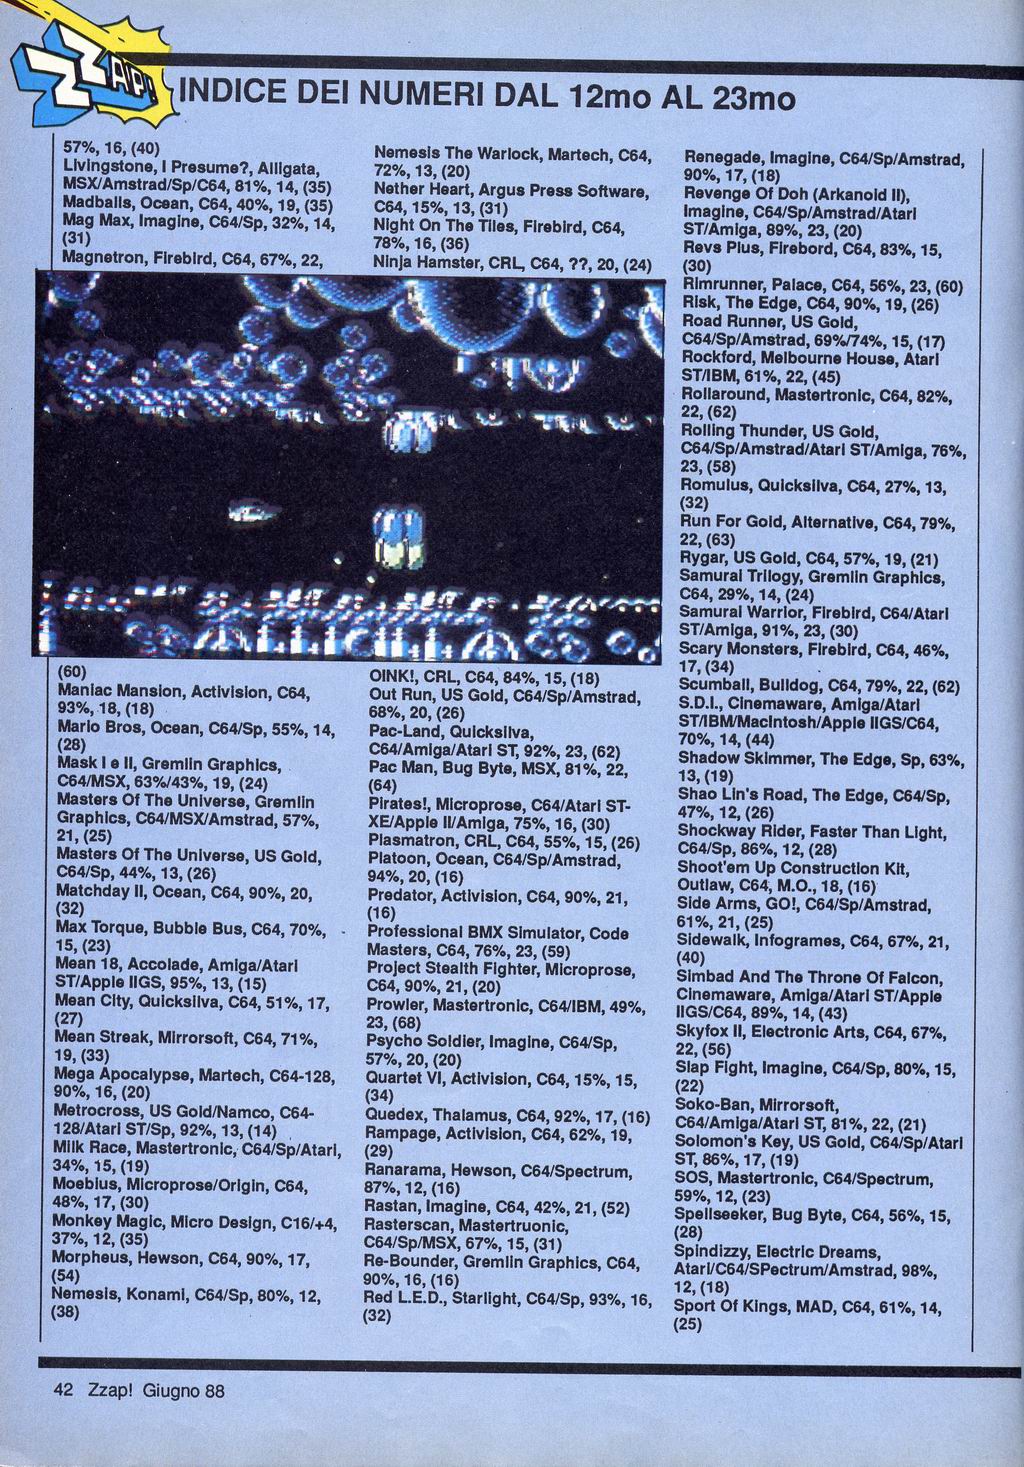 ZZAP!
INDICE DEI NUMERI DAL 12mo AL 23mo
57%, 16, (40)
Livingstone, I Presume?, Alligata,
MSX/Amstrad/Sp/C64, 81%, 14, (35)
Madballs, Ocean, C64, 40%, 19, (35)
Mag Max, Imagine, C64/Sp, 32%, 14,
(31)
Magnetron, Firebird, C64, 67%, 22,
(60)
Maniac Mansion, Activision, C64,
93%, 18, (18)
Mario Bros, Ocean, C64/Sp, 55%, 14,
(28)
Mask I e II, Gremlin Graphics,
C64/MSX, 63%/43%, 19, (24)
Masters Of The Universe, Gremlin
Graphics, C64/MSX/Amstrad, 57%,
21, (25)
Masters Of The Universe, US Gold,
C64/Sp, 44%, 13, (26)
Matchday II, Ocean, C64, 90%, 20,
(32)
Max Torque, Bubble Bus, C64, 70%,
15, (23)
Mean 18, Accolade, Amiga/Atari
ST/Apple IIGS, 95%, 13, (15)
Mean City, Quicksilva, C64, 51%, 17,
(27)
Mean Streak, Mirrorsoft, C64, 71%,
19, (33)
Mega Apocalypse, Martech, C64-128,
90%, 16, (20)
Metrocross, US Gold/Namco, C64-
128/Atari ST/Sp, 92%, 13, (14)
Milk Race, Mastertronic, C64/Sp/Atari,
34%, 15, (19)
Moebius, Microprose/Origin, C64,
48%, 17, (30)
Monkey Magic, Micro Design, C16/+4,
37%, 12, (35)
Morpheus, Hewson, C64, 90%, 17,
(54)
Nemesis, Konami, C64/Sp, 80%, 12,
(38)
Nemesis The Warlock, Martech, C64,
72%, 13, (20)
Nether Heart, Argus Press Software,
C64, 15%, 13, (31)
Night On The Tiles, Firebird, C64,
78%, 16, (36)
Ninja Hamster, CRL, C64, ??, 20, (24)
OINK!, CRL, C64, 84%, 15, (18)
Out Run, US Gold, C64/Sp/Amstrad,
68%, 20, (26)
Pac-Land, Quicksilva,
C64/Amiga/Atari ST, 92%, 23, (62)
Pac Man, Bug Byte, MSX, 81%, 22,
(64)
Pirates!, Microprose, C64/Atari ST-
XE/Apple II/Amiga, 75%, 16, (30)
Plasmatron, CRL, C64, 55%, 15, (26)
Platoon, Ocean, C64/Sp/Amstrad,
94%, 20, (16)
Predator, Activision, C64, 90%, 21,
(16)
Professional BMX Simulator, Code
Masters, C64, 76%, 23, (59)
Project Stealth Fighter, Microprose,
C64, 90%, 21, (20)
Prowler, Mastertronic, C64/IBM, 49%,
23, (68)
Psycho Soldier, Imagine, C64/Sp,
57%, 20, (20)
Quartet VI, Activision, C64, 15%, 15,
(34)
Quedex, Thalamus, C64, 92%, 17, (16)
Rampage, Activision, C64, 62%, 19,
(29)
Ranarama, Hewson, C64/Spectrum,
87%, 12, (16)
Rastan, Imagine, C64, 42%, 21, (52)
Rasterscan, Mastertruonic,
C64/Sp/MSX, 67%, 15, (31)
Re-Bounder, Gremlin Graphics, C64,
90%, 16, (16)
Red L.E.D., Starlight, C64/Sp, 93%, 16,
(32)
Renegade, Imagine, C64/Sp/Amstrad,
90%, 17, (18)
Revenge Of Doh (Arkanoid II),
Imagine, C64/Sp/Amstrad/Atari
ST/Amiga, 89%, 23, (20)
Revs Plus, Firebord, C64, 83%, 15,
(30)
Rimrunner, Palace, C64, 56%, 23, (60)
Risk, The Edge, C64, 90%, 19, (26)
Road Runner, US Gold,
C64/Sp/Amstrad, 69%/74%, 15, (17)
Rockford, Melbourne House, Atari
ST/IBM, 61%, 22, (45)
Rollaround, Mastertronic, C64, 82%,
22, (62)
Rolling Thunder, US Gold,
C64/Sp/Amstrad/Atari ST/Amiga, 76%,
23, (58)
Romulus, Quicksilva, C64, 27%, 13,
(32)
Run For Gold, Alternative, C64, 79%,
22, (63)
Rygar, US Gold, C64, 57%, 19, (21)
Samurai Trilogy, Gremlin Graphics,
C64, 29%, 14, (24)
Samurai Warrior, Firebird, C64/Atari
ST/Amiga, 91%, 23, (30)
Scary Monsters, Firebird, C64, 46%,
17, (34)
Scumball, Bulldog, C64, 79%, 22, (62)
S.D.I., Cinemaware, Amiga/Atari
ST/IBM/Macintosh/Apple IIGS/C64,
70%, 14, (44)
Shadow Skimmer, The Edge, Sp, 63%,
13, (19)
Shao Lin's Road, The Edge, C64/Sp,
47%, 12, (26)
Shockway Rider, Faster Than Light,
C64/Sp, 86%, 12, (28)
Shoot'em Up Construction Kit,
Outlaw, C64, M.O., 18, (16)
Side Arms, GO!, C64/Sp/Amstrad,
61%, 21, (25)
Sidewalk, Infogrames, C64, 67%, 21,
(40)
Simbad And The Throne Of Falcon,
Cinemaware, Amiga/Atari ST/Apple
IIGS/C64, 89%, 14, (43)
Skyfox II, Electronic Arts, C64, 67%,
22, (56)
Slap Fight, Imagine, C64/Sp, 80%, 15,
(22)
Soko-Ban, Mirrorsoft,
C64/Amiga/Atari ST, 81%, 22, (21)
Solomon's Key, US Gold, C64/Sp/Atari
ST, 86%, 17, (19)
SOS, Mastertronic, C64/Spectrum,
59%, 12, (23)
Spellseeker, Bug Byte, C64, 56%, 15,
(28)
Spindizzy, Electric Dreams,
Atari/C64/SPectrum/Amstrad, 98%,
12, (18)
Sport Of Kings, MAD, C64, 61%, 14,
(25)
42 Zzap! Giugno 88